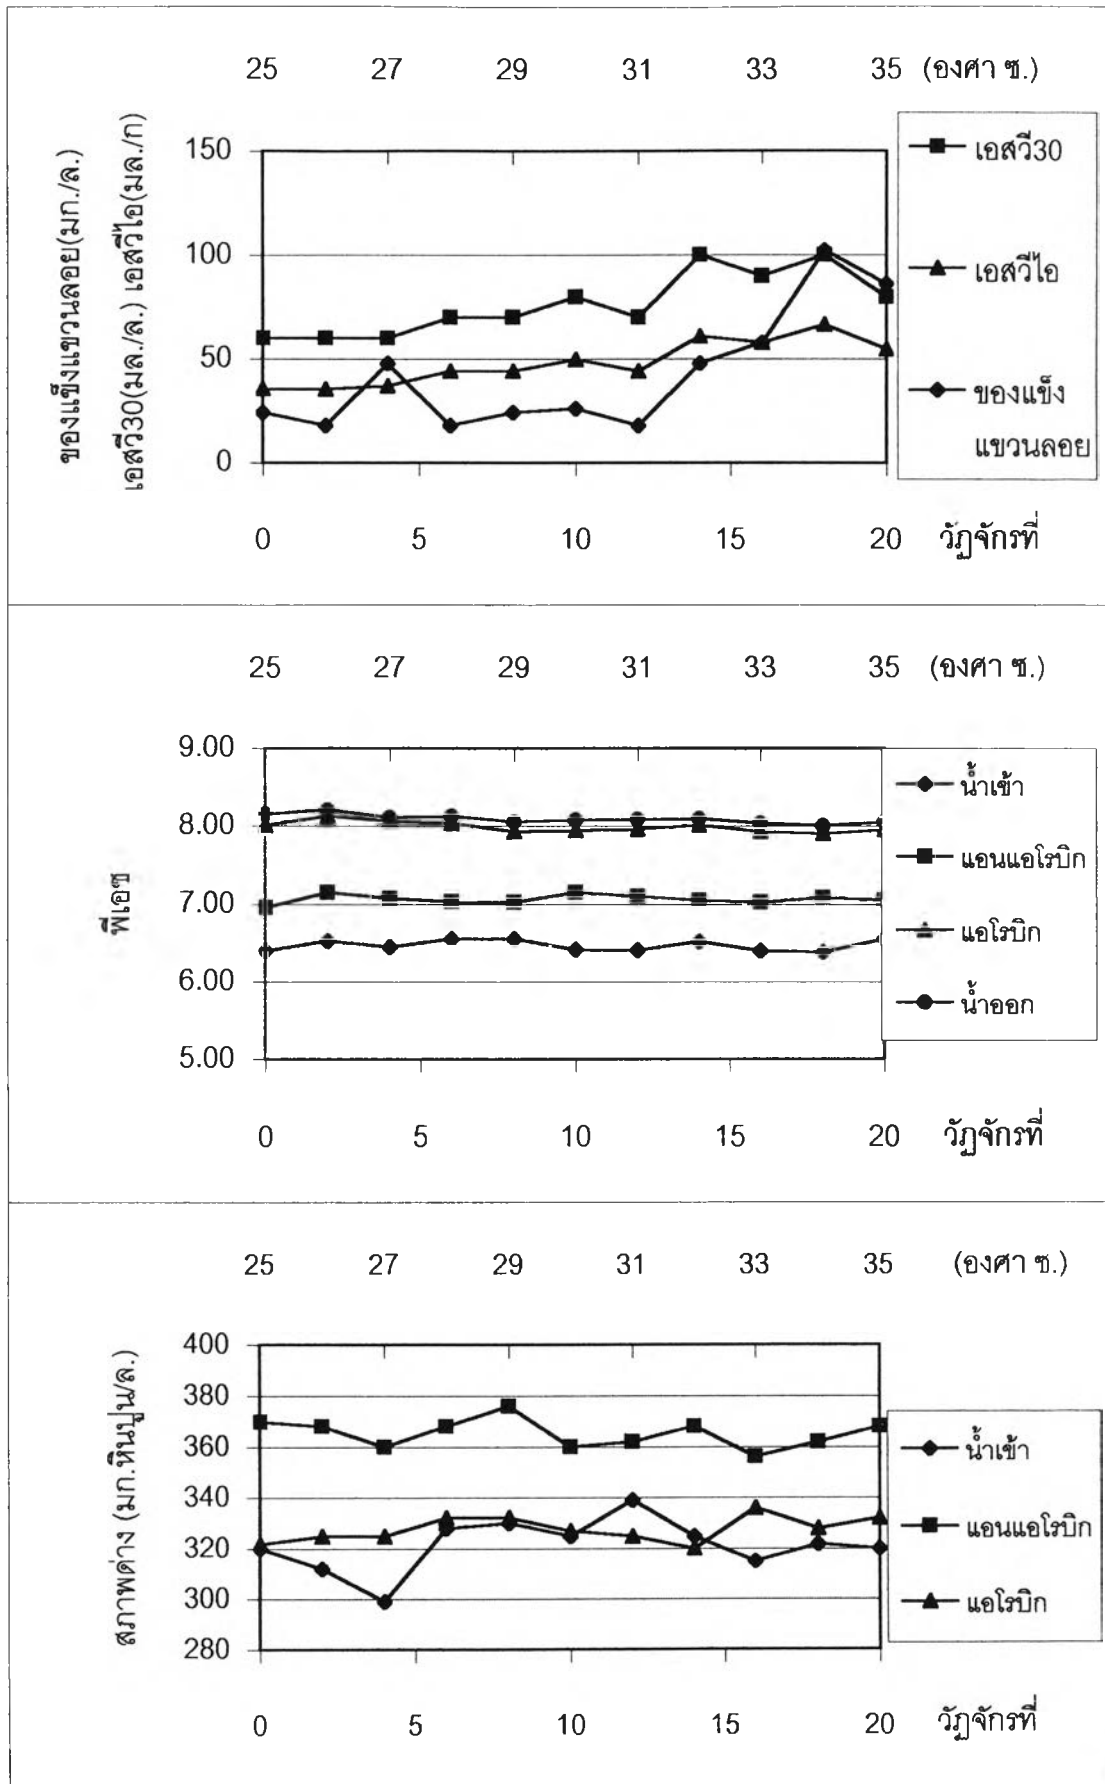 25 27 29 31 33 35 (องศา ซ.)
ของแข็งแขวนลอย(มก./ล.)
เอสวี30(มล./ล.) เอสวีไอ(มล./ก)
150
100
50
0
เอสวี30
เอสวีไอ
ของแข็ง
แขวนลอย
0 5 10 15 20 วัฏจักรที่
25 27 29 31 33 35 (องศา ซ.)
พีเอช
9.00
8.00
7.00
6.00
5.00
น้ำเข้า
แอนแอโรบิก
แอโรบิก
น้ำออก
0 5 10 15 20 วัฏจักรที่
25 27 29 31 33 35 (องศา ซ.)
สภาพด่าง (มก.หินปูน/ล.)
400
380
360
340
320
300
280
น้ำเข้า
แอนแอโรบิก
แอโรบิก
0 5 10 15 20 วัฏจักรที่